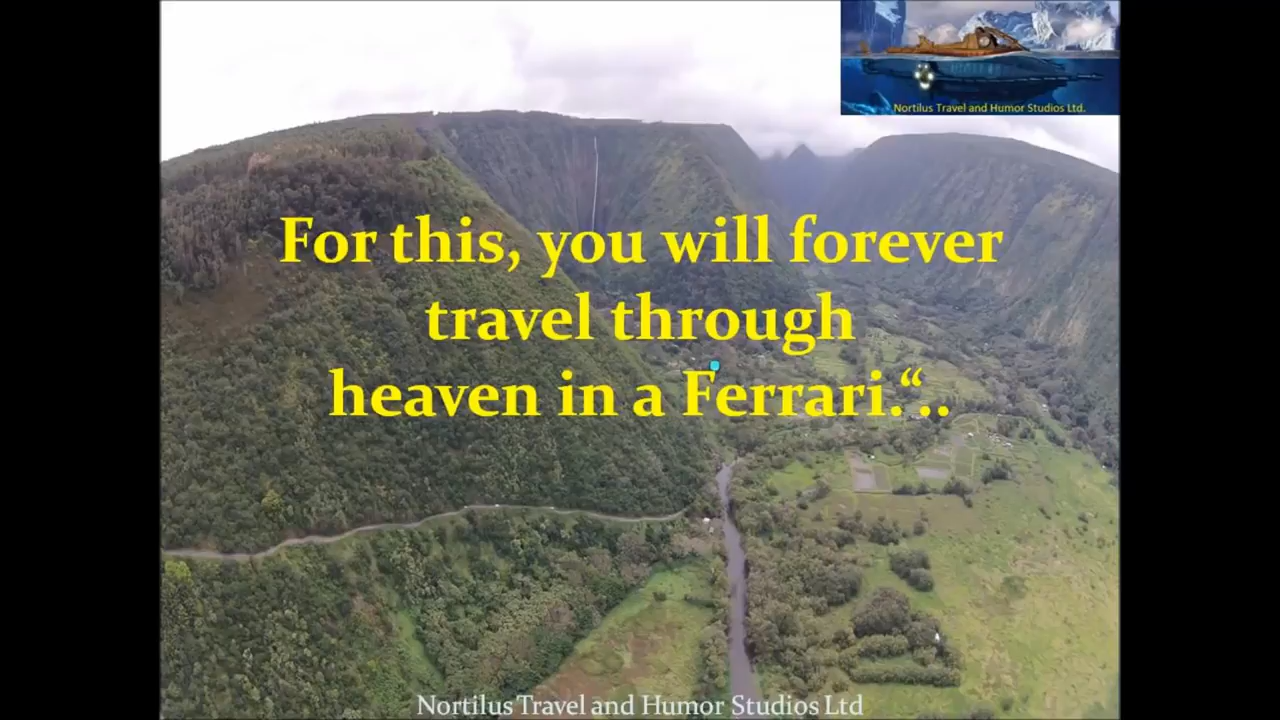 Nortilus Travel and Humor Studios Ltd.
For this, you will forever
travel through
heaven in a Ferrari.“..
Nortilus Travel and Humor Studios Ltd